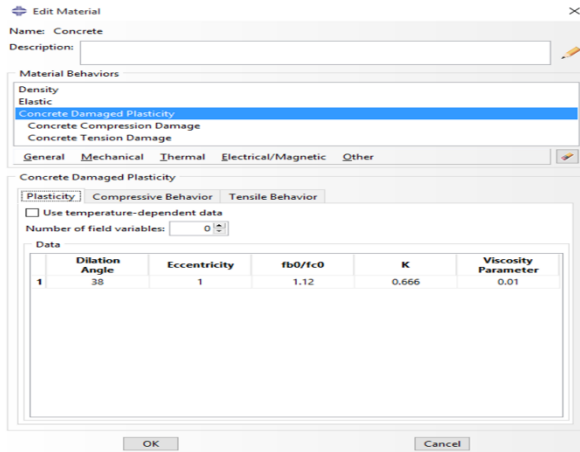 Edit Material
Name: Concrete
Description:
Material Behaviors
Density
Elastic
Concrete Damaged Plasticity
Concrete Compression Damage
Concrete Tension Damage
General Mechanical Thermal Electrical/Magnetic Other
Concrete Damaged Plasticity
Plasticity Compressive Behavior Tensile Behavior
Use temperature-dependent data
Number of field variables: 0
Data
Dilation Angle Eccentricity fb0/fc0 K Viscosity Parameter
1 38 1 1.12 0.666 0.01
OK Cancel